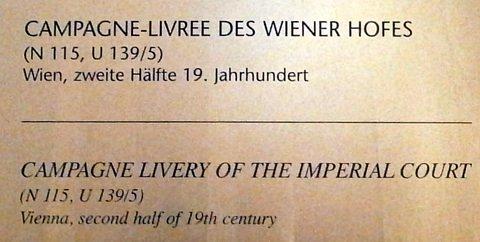 CAMPAGNE-LIVREE DES WIENER HOFES
(N 115, U 139/5)
Wien, zweite Hälfte 19. Jahrhundert
CAMPAGNE LIVERY OF THE IMPERIAL COURT
(N 115, U 139/5)
Vienna, second half of 19th century